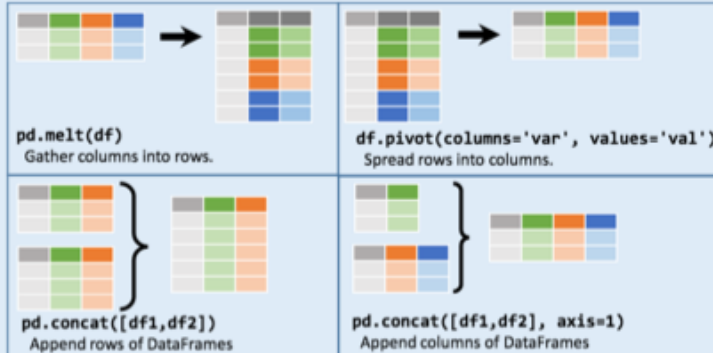 pd.melt(df)
Gather columns into rows.
df.pivot(columns='var', values='val')
Spread rows into columns.
pd.concat([df1,df2])
Append rows of DataFrames
pd.concat([df1,df2], axis=1)
Append columns of DataFrames